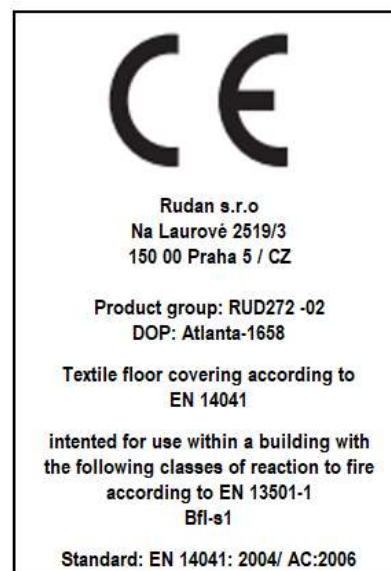 CE
Rudan s.r.o
Na Laurové 2519/3
150 00 Praha 5 / CZ
Product group: RUD272 -02
DOP: Atlanta-1658
Textile floor covering according to
EN 14041
intented for use within a building with
the following classes of reaction to fire
according to EN 13501-1
Bfl-s1
Standard: EN 14041: 2004/ AC:2006